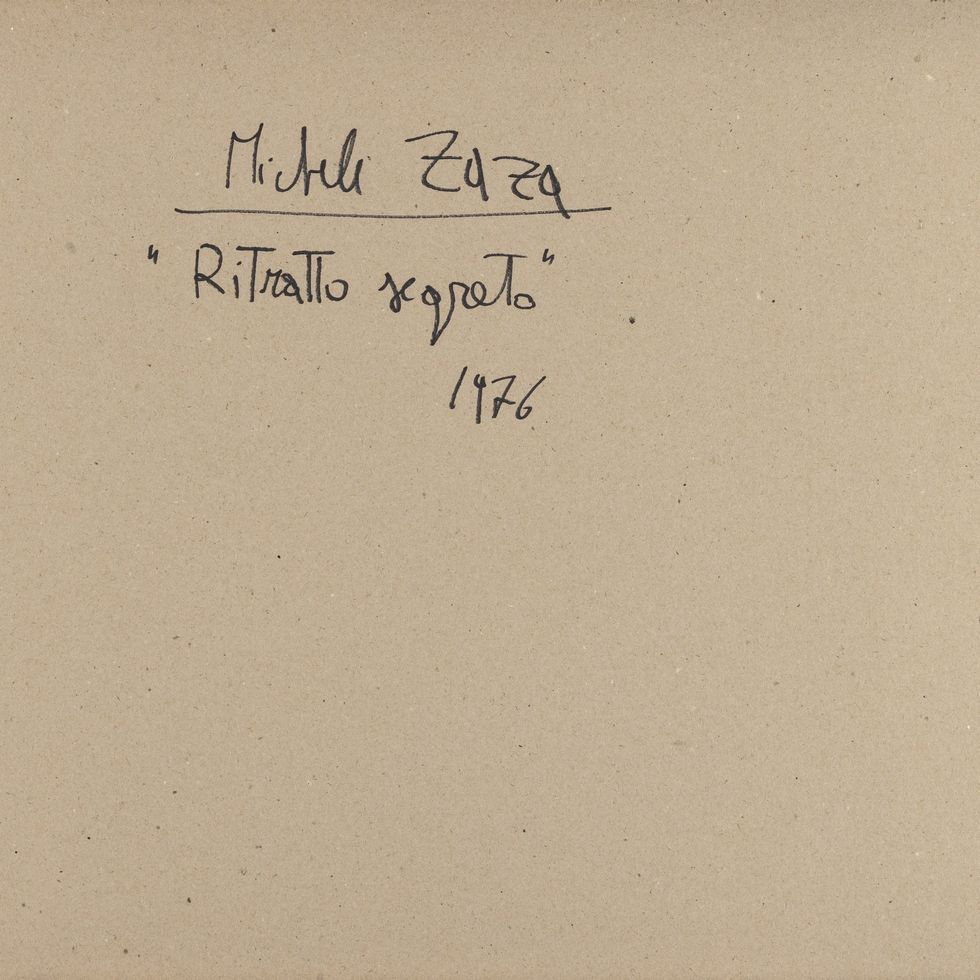 Michele Zaza
"Ritratto segreto"
1976